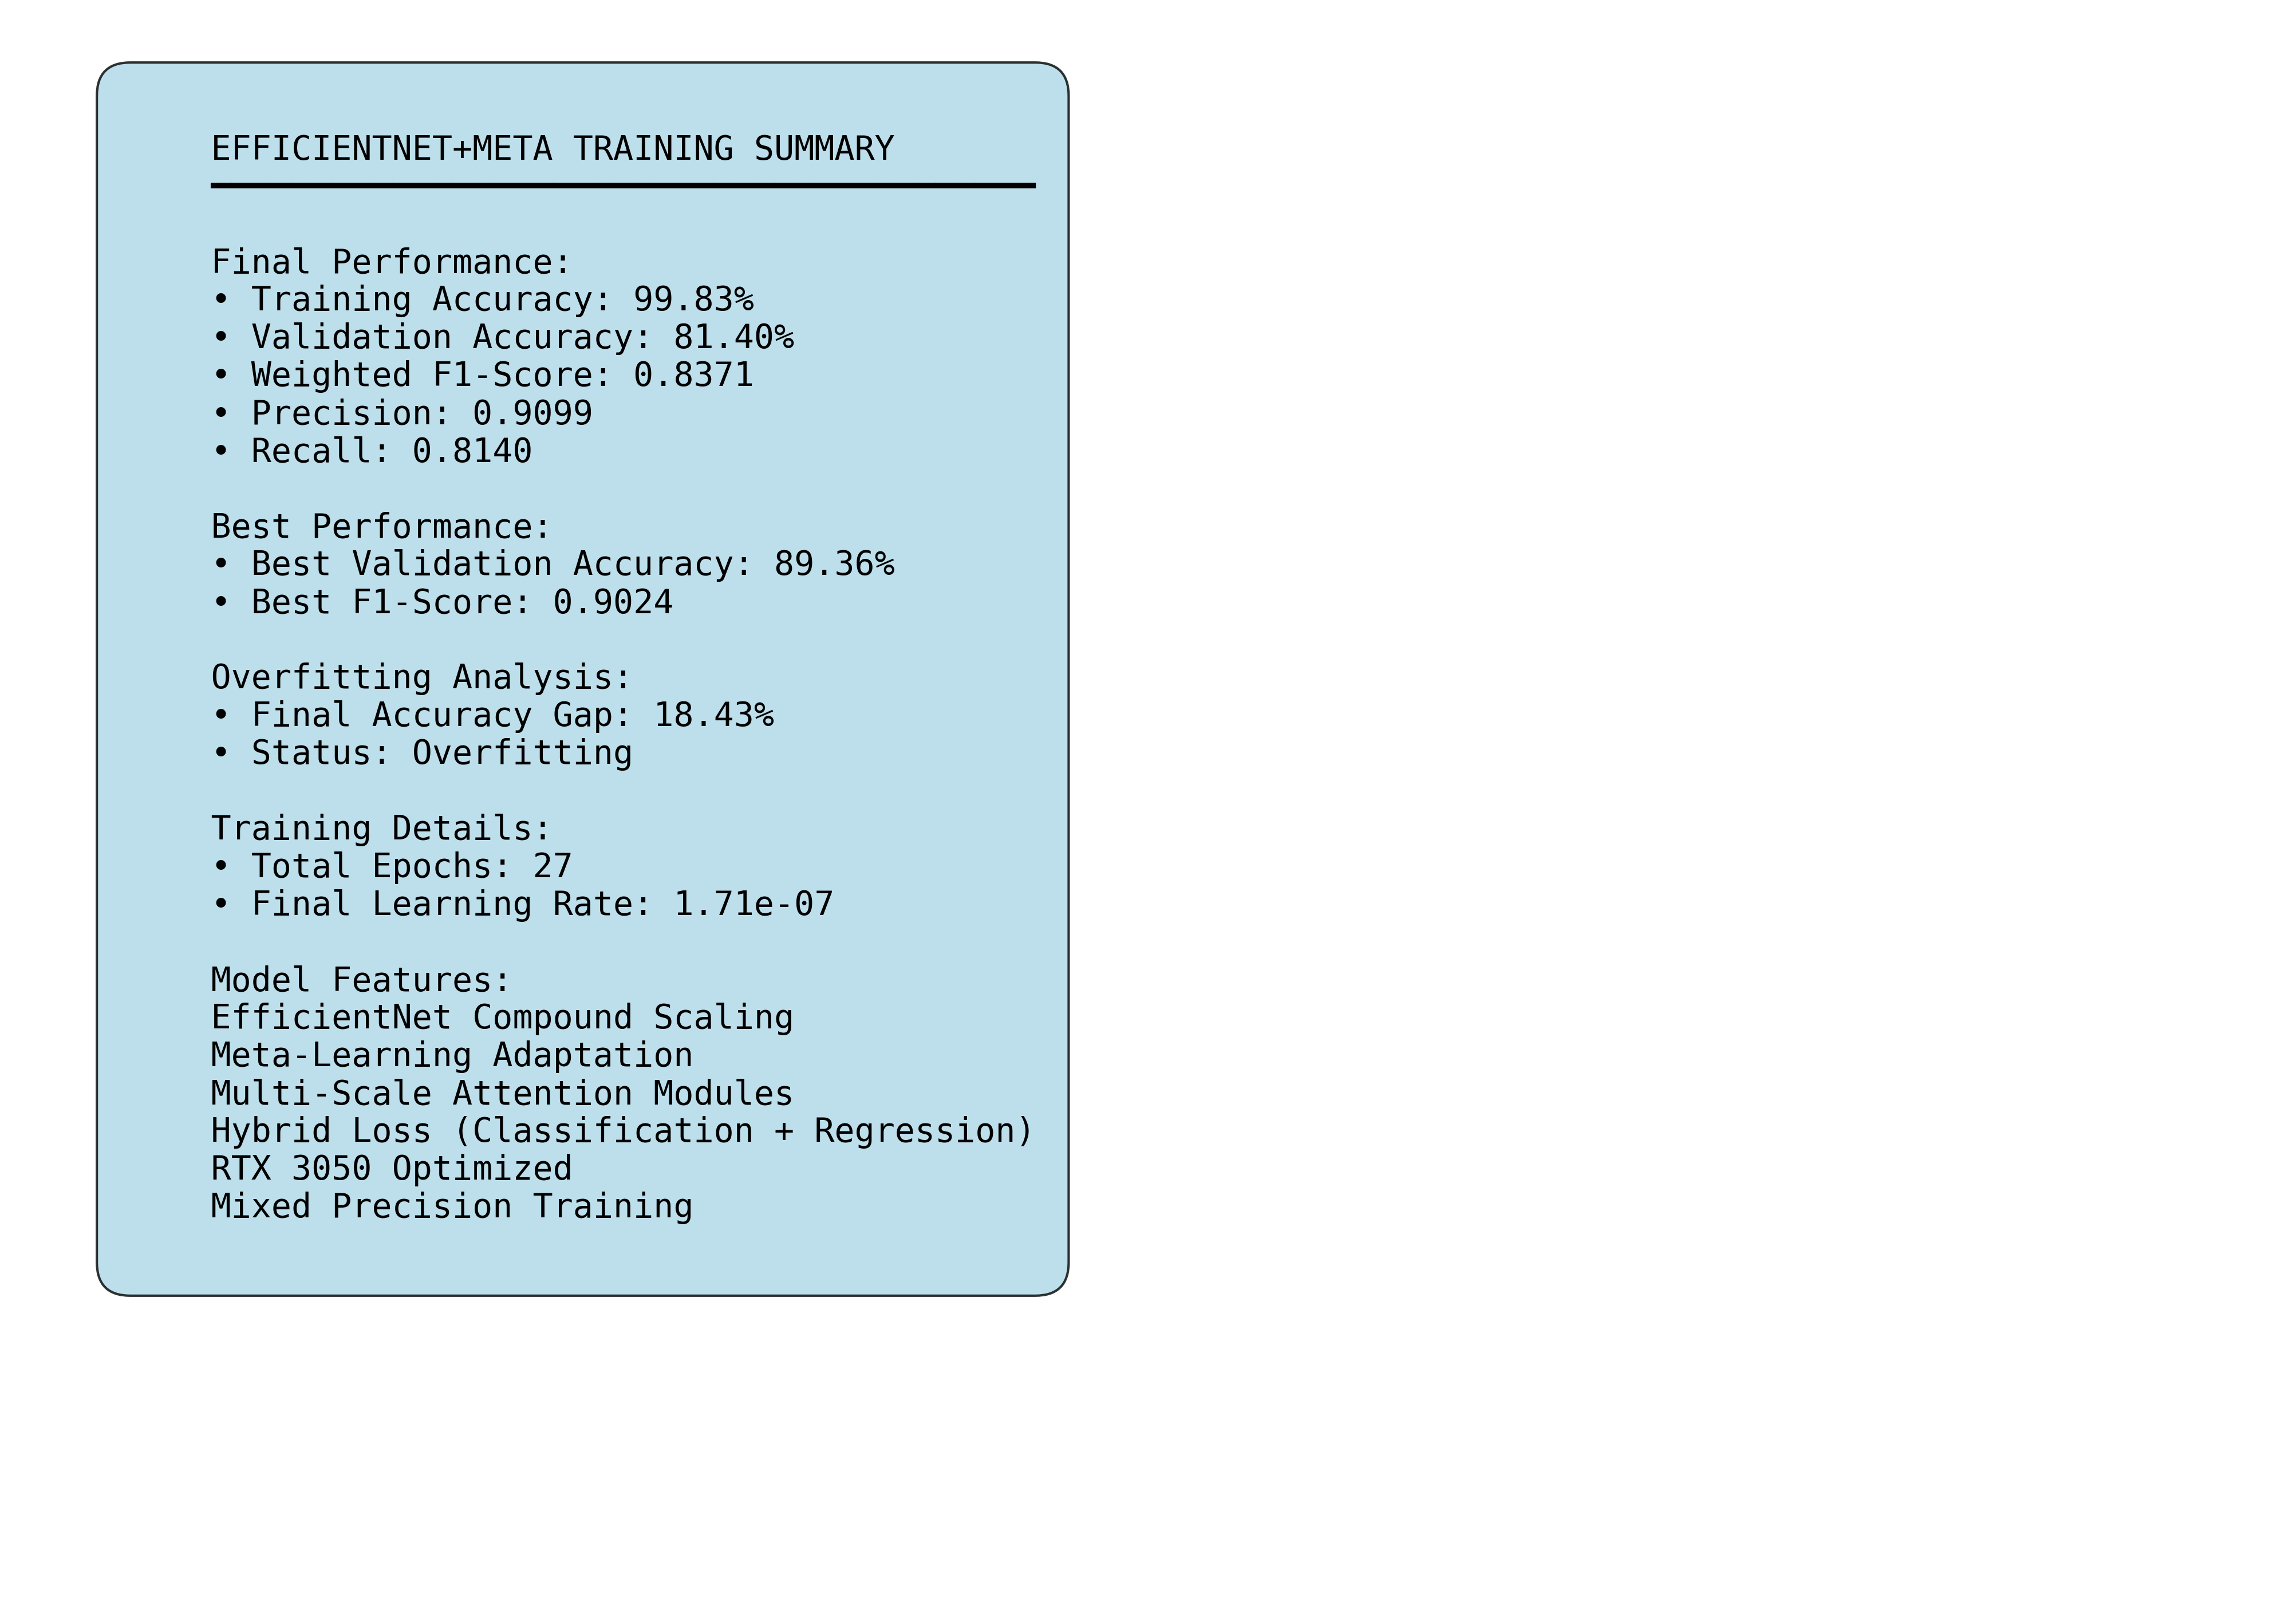 EFFICIENTNET+META TRAINING SUMMARY
Final Performance:
• Training Accuracy: 99.83%
• Validation Accuracy: 81.40%
• Weighted F1-Score: 0.8371
• Precision: 0.9099
• Recall: 0.8140
Best Performance:
• Best Validation Accuracy: 89.36%
• Best F1-Score: 0.9024
Overfitting Analysis:
• Final Accuracy Gap: 18.43%
• Status: Overfitting
Training Details:
• Total Epochs: 27
• Final Learning Rate: 1.71e-07
Model Features:
EfficientNet Compound Scaling
Meta-Learning Adaptation
Multi-Scale Attention Modules
Hybrid Loss (Classification + Regression)
RTX 3050 Optimized
Mixed Precision Training